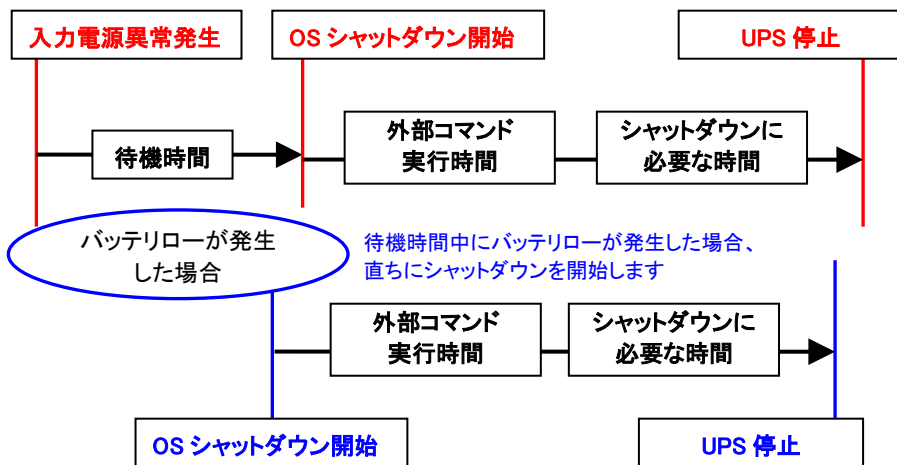 入力電源異常発生
OS シャットダウン開始
UPS 停止
待機時間
外部コマンド
実行時間
シャットダウンに
必要な時間
バッテリローが発生
した場合
待機時間中にバッテリローが発生した場合、
直ちにシャットダウンを開始します
外部コマンド
実行時間
シャットダウンに
必要な時間
OS シャットダウン開始
UPS 停止